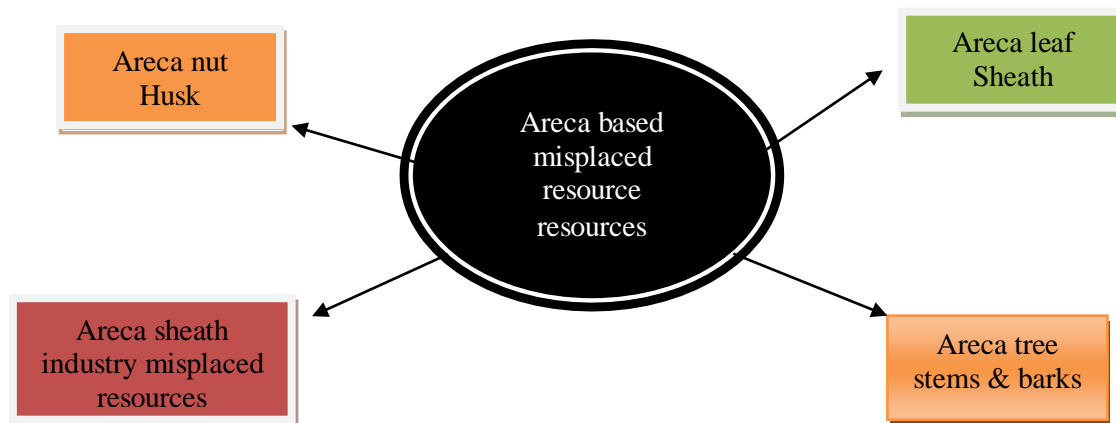 Areca nut
Husk
Areca leaf
Sheath
Areca based
misplaced
resource
resources
Areca sheath
industry misplaced
resources
Areca tree
stems & barks